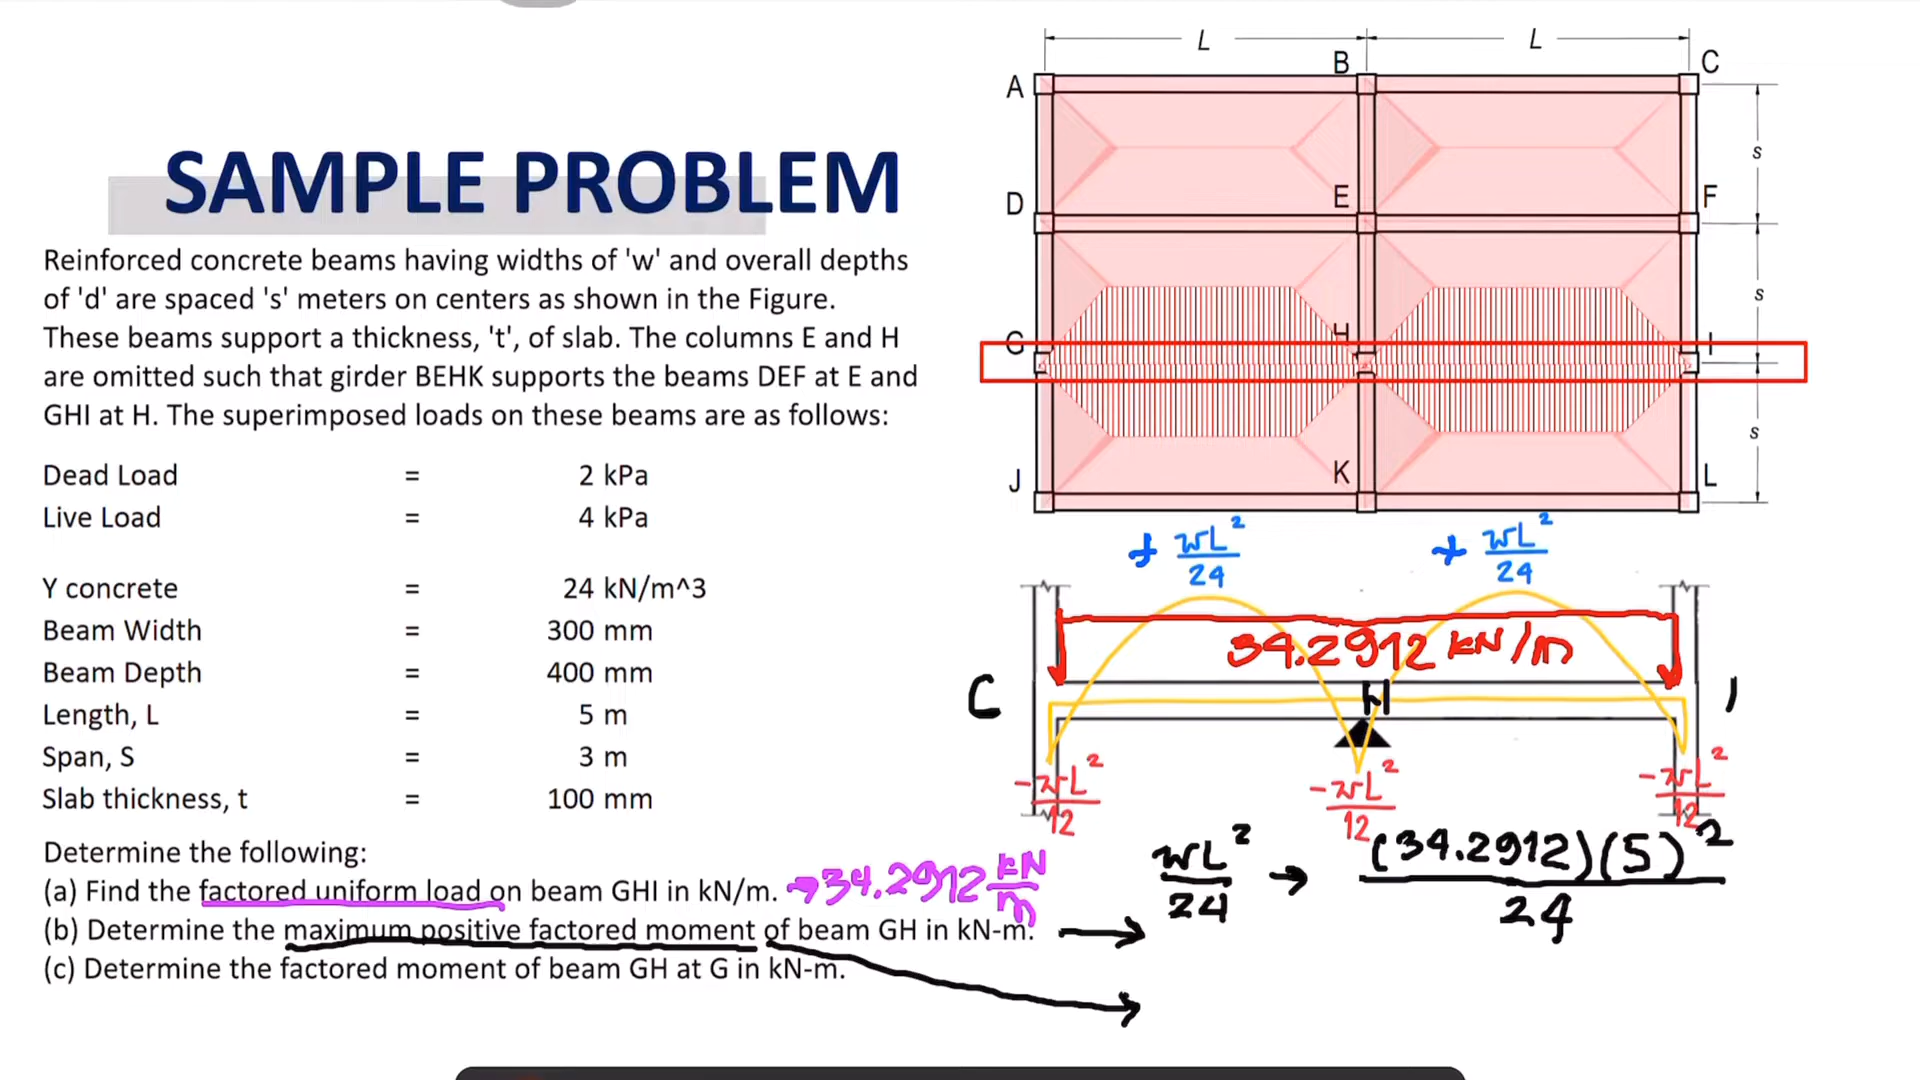 SAMPLE PROBLEM
Reinforced concrete beams having widths of 'w' and overall depths
of 'd' are spaced 's' meters on centers as shown in the Figure.
These beams support a thickness, 't', of slab. The columns E and H
are omitted such that girder BEHK supports the beams DEF at E and
GHI at H. The superimposed loads on these beams are as follows:
Dead Load = 2 kPa
Live Load = 4 kPa
Y concrete = 24 kN/m^3
Beam Width = 300 mm
Beam Depth = 400 mm
Length, L = 5 m
Span, S = 3 m
Slab thickness, t = 100 mm
Determine the following:
(a) Find the factored uniform load on beam GHI in kN/m. → 34.2912 kN/m
(b) Determine the maximum positive factored moment of beam GH in kN-m.
(c) Determine the factored moment of beam GH at G in kN-m.
L L
A B C
s
D E F
s
G H I
s
J K L
+ wL²/24 + wL²/24
34.2912 kN/m
G H I
-wL²/12 -wL²/12 -wL²/12
wL²/24 → (34.2912)(5)²/24